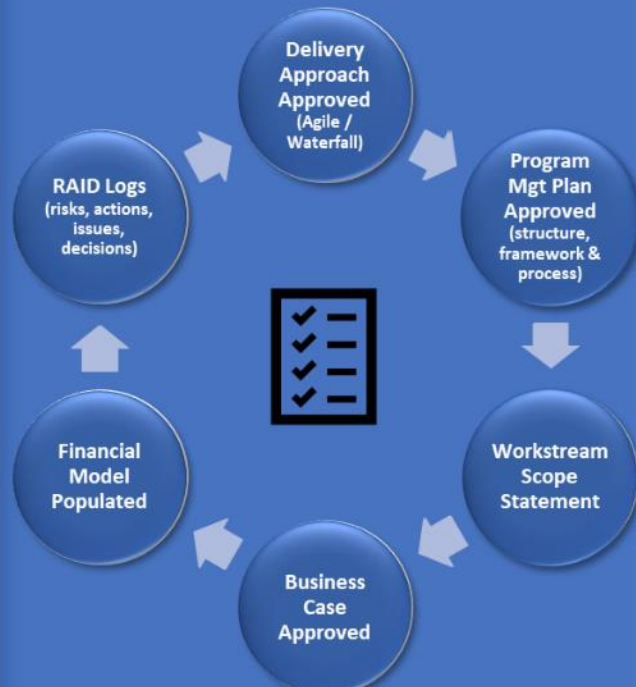 Delivery
Approach
Approved
(Agile /
Waterfall)
Program
Mgt Plan
Approved
(structure,
framework &
process)
Workstream
Scope
Statement
Business
Case
Approved
Financial
Model
Populated
RAID Logs
(risks, actions,
issues,
decisions)